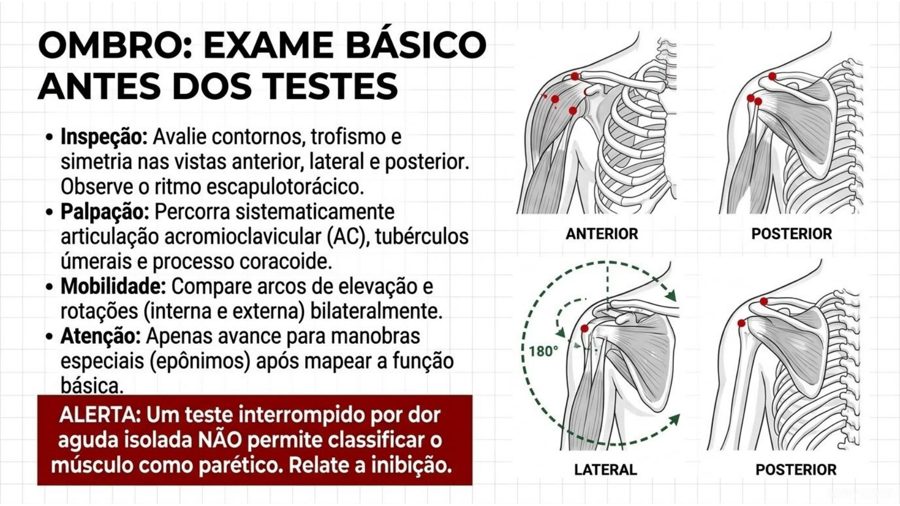 OMBRO: EXAME BÁSICO
ANTES DOS TESTES
• Inspeção: Avalie contornos, trofismo e
simetria nas vistas anterior, lateral e posterior.
Observe o ritmo escapulotorácico.
• Palpação: Percorra sistematicamente
articulação acromioclavicular (AC), tubérculos
úmerais e processo coracoide.
• Mobilidade: Compare arcos de elevação e
rotações (interna e externa) bilateralmente.
• Atenção: Apenas avance para manobras
especiais (epônimos) após mapear a função
básica.
ALERTA: Um teste interrompido por dor
aguda isolada NÃO permite classificar o
músculo como parético. Relate a inibição.
ANTERIOR
POSTERIOR
180°
LATERAL
POSTERIOR